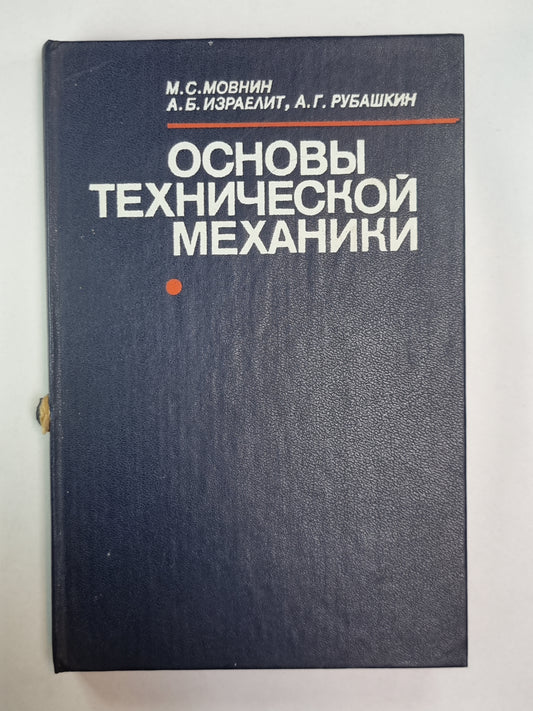 М.С.МОВНИН
А.Б.ИЗРАЕЛИТ, А.Г.РУБАШКИН
ОСНОВЫ
ТЕХНИЧЕСКОЙ
МЕХАНИКИ